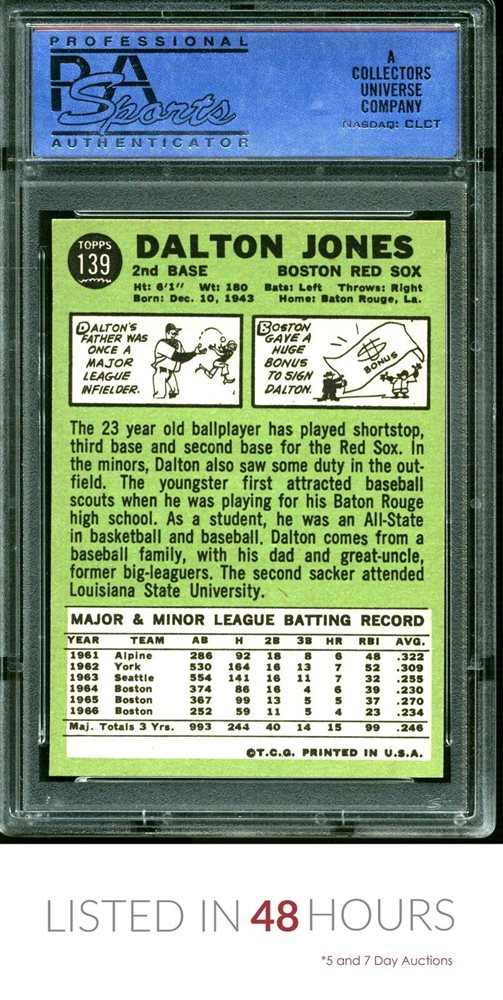 PROFESSIONAL
PSA
Sports
AUTHENTICATOR
A
COLLECTORS
UNIVERSE
COMPANY
NASDAQ: CLCT
TOPPS
139
DALTON JONES
2nd BASE BOSTON RED SOX
Ht: 6'1" Wt: 180 Bats: Left Throws: Right
Born: Dec. 10, 1943 Home: Baton Rouge, La.
DALTON'S
FATHER WAS
ONCE A
MAJOR
LEAGUE
INFIELDER.
BOSTON
GAVE A
HUGE
BONUS
TO SIGN
DALTON.
$
BONUS
The 23 year old ballplayer has played shortstop,
third base and second base for the Red Sox. In
the minors, Dalton also saw some duty in the out-
field. The youngster first attracted baseball
scouts when he was playing for his Baton Rouge
high school. As a student, he was an All-State
in basketball and baseball. Dalton comes from a
baseball family, with his dad and great-uncle,
former big-leaguers. The second sacker attended
Louisiana State University.
MAJOR & MINOR LEAGUE BATTING RECORD
YEAR TEAM AB H 2B 3B HR RBI AVG.
1961 Alpine 286 92 18 8 6 48 .322
1962 York 530 164 16 13 7 52 .309
1963 Seattle 554 141 16 11 7 32 .255
1964 Boston 374 86 16 4 6 39 .230
1965 Boston 367 99 13 5 5 37 .270
1966 Boston 252 59 11 5 4 23 .234
Maj. Totals 3 Yrs. 993 244 40 14 15 99 .246
©T.C.G. PRINTED IN U.S.A.
LISTED IN 48 HOURS
*5 and 7 Day Auctions